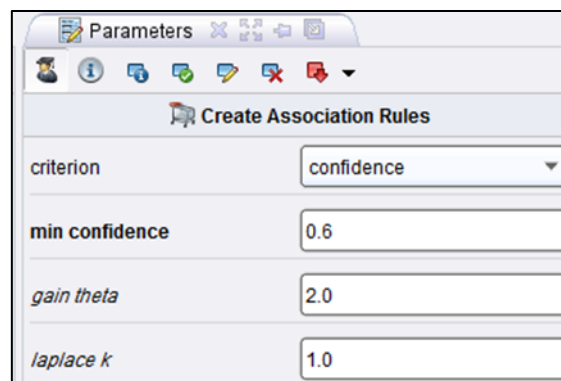 Parameters
Create Association Rules
criterion confidence
min confidence 0.6
gain theta 2.0
laplace k 1.0